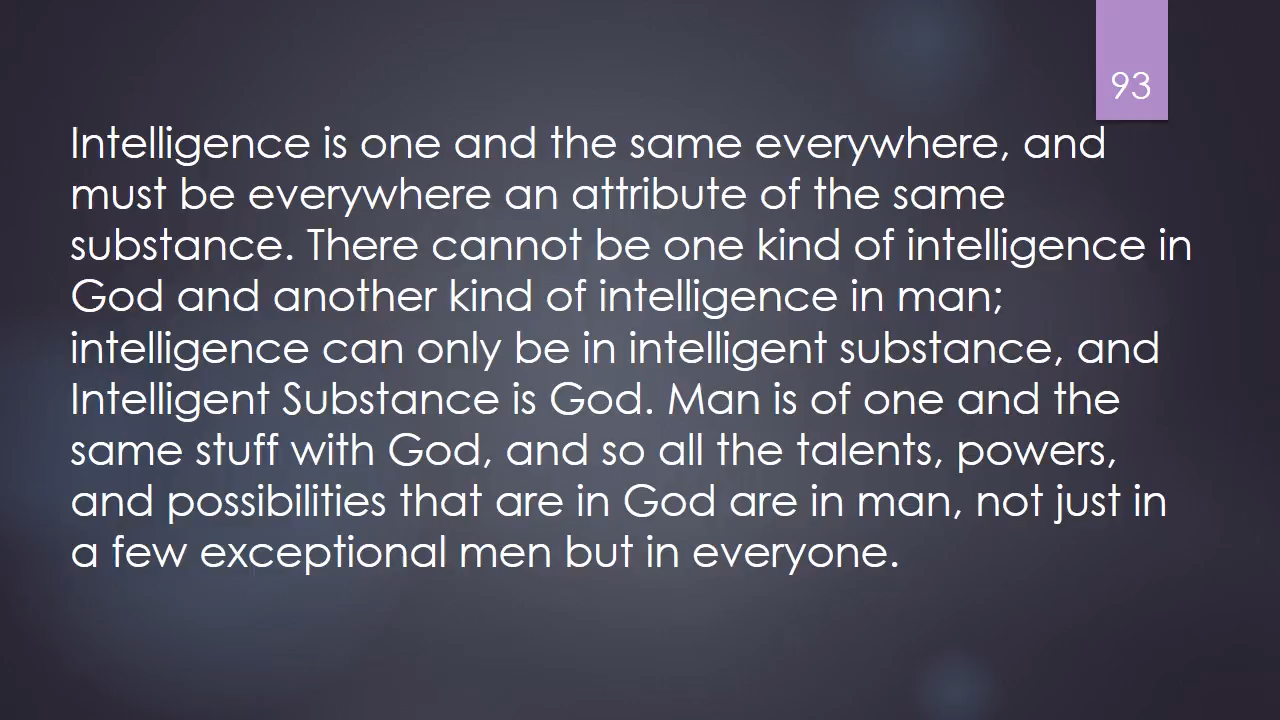 93
Intelligence is one and the same everywhere, and
must be everywhere an attribute of the same
substance. There cannot be one kind of intelligence in
God and another kind of intelligence in man;
intelligence can only be in intelligent substance, and
Intelligent Substance is God. Man is of one and the
same stuff with God, and so all the talents, powers,
and possibilities that are in God are in man, not just in
a few exceptional men but in everyone.